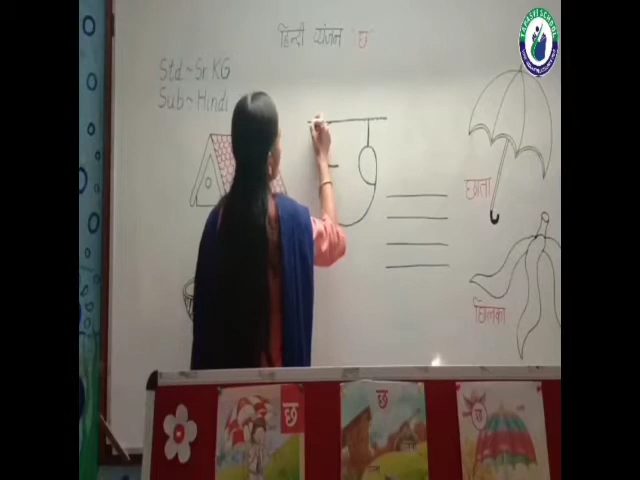 हिन्दी व्यंजन "छ"
Std ~ Sr KG
Sub ~ Hindi
छाता
छिलका
छ
छ
छ